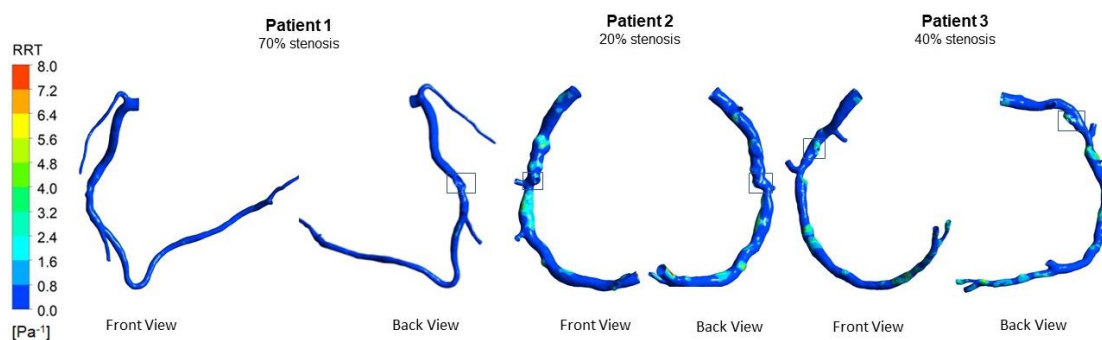 Patient 1
70% stenosis
Patient 2
20% stenosis
Patient 3
40% stenosis
RRT
8.0
7.2
6.4
5.6
4.8
4.0
3.2
2.4
1.6
0.8
0.0
[Pa⁻¹]
Front View
Back View
Front View
Back View
Front View
Back View